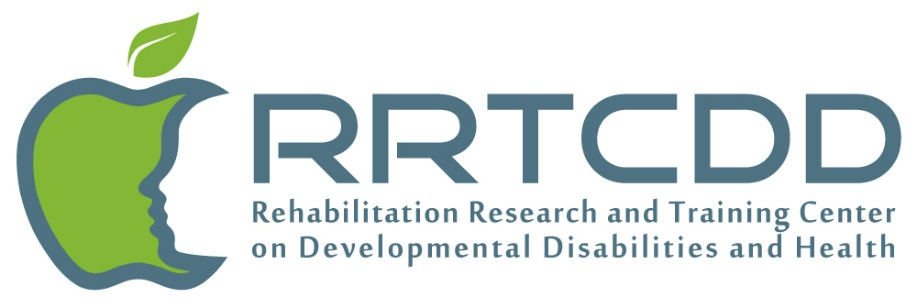 RRTCDD
Rehabilitation Research and Training Center
on Developmental Disabilities and Health